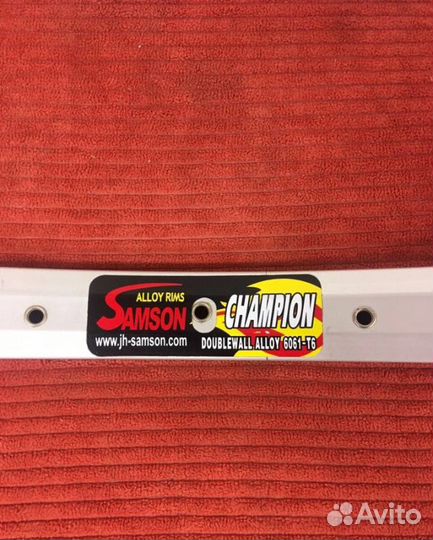 ALLOY RIMS
SAMSON
www.jh-samson.com
CHAMPION
DOUBLEWALL ALLOY 6061-T6
Avito